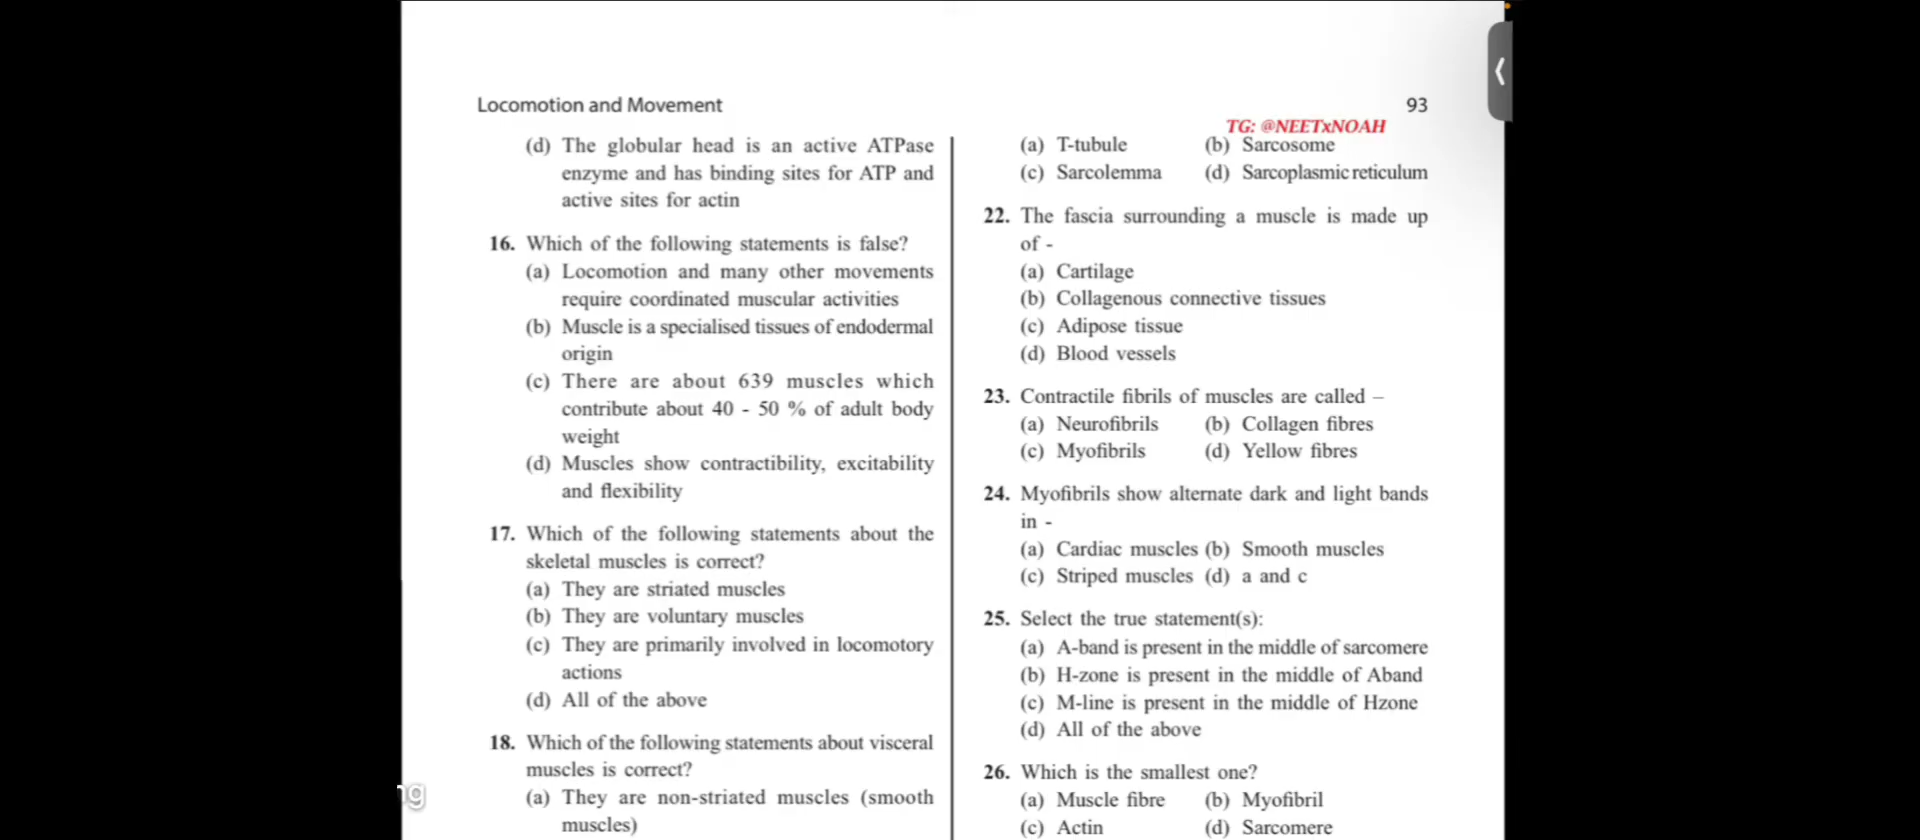 Locomotion and Movement
93
TG: @NEETxNOAH
(d) The globular head is an active ATPase
enzyme and has binding sites for ATP and
active sites for actin
16. Which of the following statements is false?
(a) Locomotion and many other movements
require coordinated muscular activities
(b) Muscle is a specialised tissues of endodermal
origin
(c) There are about 639 muscles which
contribute about 40 - 50 % of adult body
weight
(d) Muscles show contractibility, excitability
and flexibility
17. Which of the following statements about the
skeletal muscles is correct?
(a) They are striated muscles
(b) They are voluntary muscles
(c) They are primarily involved in locomotory
actions
(d) All of the above
18. Which of the following statements about visceral
muscles is correct?
(a) They are non-striated muscles (smooth
muscles)
(a) T-tubule (b) Sarcosome
(c) Sarcolemma (d) Sarcoplasmic reticulum
22. The fascia surrounding a muscle is made up
of -
(a) Cartilage
(b) Collagenous connective tissues
(c) Adipose tissue
(d) Blood vessels
23. Contractile fibrils of muscles are called –
(a) Neurofibrils (b) Collagen fibres
(c) Myofibrils (d) Yellow fibres
24. Myofibrils show alternate dark and light bands
in -
(a) Cardiac muscles (b) Smooth muscles
(c) Striped muscles (d) a and c
25. Select the true statement(s):
(a) A-band is present in the middle of sarcomere
(b) H-zone is present in the middle of Aband
(c) M-line is present in the middle of Hzone
(d) All of the above
26. Which is the smallest one?
(a) Muscle fibre (b) Myofibril
(c) Actin (d) Sarcomere